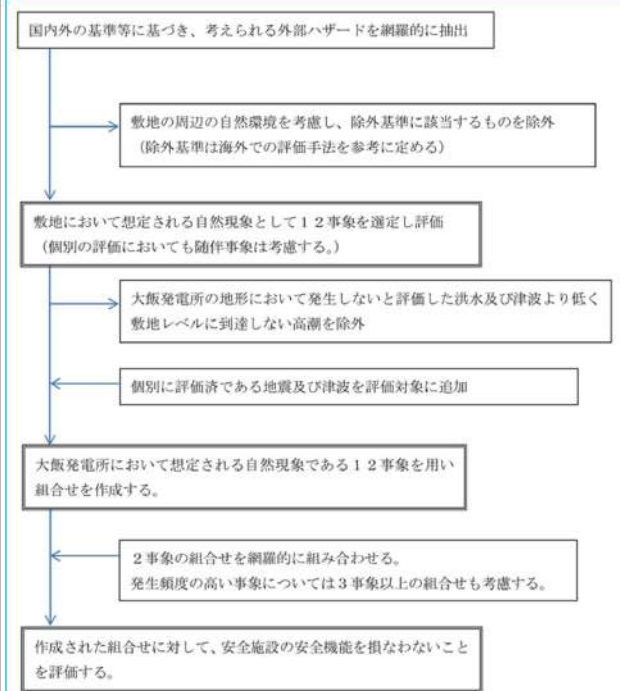 国内外の基準等に基づき、考えられる外部ハザードを網羅的に抽出
敷地の周辺の自然環境を考慮し、除外基準に該当するものを除外
（除外基準は海外での評価手法を参考に定める）
敷地において想定される自然現象として１２事象を選定し評価
（個別の評価においても随伴事象は考慮する。）
大飯発電所の地形において発生しないと評価した洪水及び津波より低く
敷地レベルに到達しない高潮を除外
個別に評価済である地震及び津波を評価対象に追加
大飯発電所において想定される自然現象である１２事象を用い
組合せを作成する。
２事象の組合せを網羅的に組み合わせる。
発生頻度の高い事象については３事象以上の組合せも考慮する。
作成された組合せに対して、安全施設の安全機能を損なわないこと
を評価する。